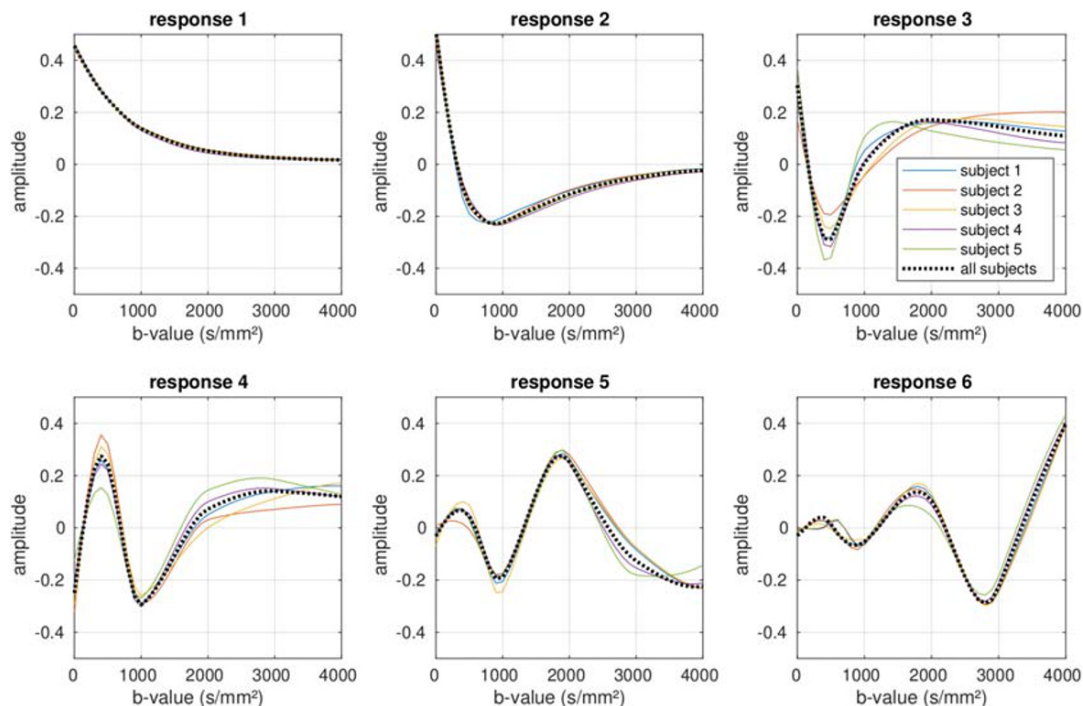 response 1
response 2
response 3
amplitude
0.4
0.2
0
-0.2
-0.4
0 1000 2000 3000 4000
b-value (s/mm²)
amplitude
0.4
0.2
0
-0.2
-0.4
0 1000 2000 3000 4000
b-value (s/mm²)
amplitude
0.4
0.2
0
-0.2
-0.4
subject 1
subject 2
subject 3
subject 4
subject 5
all subjects
0 1000 2000 3000 4000
b-value (s/mm²)
response 4
response 5
response 6
amplitude
0.4
0.2
0
-0.2
-0.4
0 1000 2000 3000 4000
b-value (s/mm²)
amplitude
0.4
0.2
0
-0.2
-0.4
0 1000 2000 3000 4000
b-value (s/mm²)
amplitude
0.4
0.2
0
-0.2
-0.4
0 1000 2000 3000 4000
b-value (s/mm²)